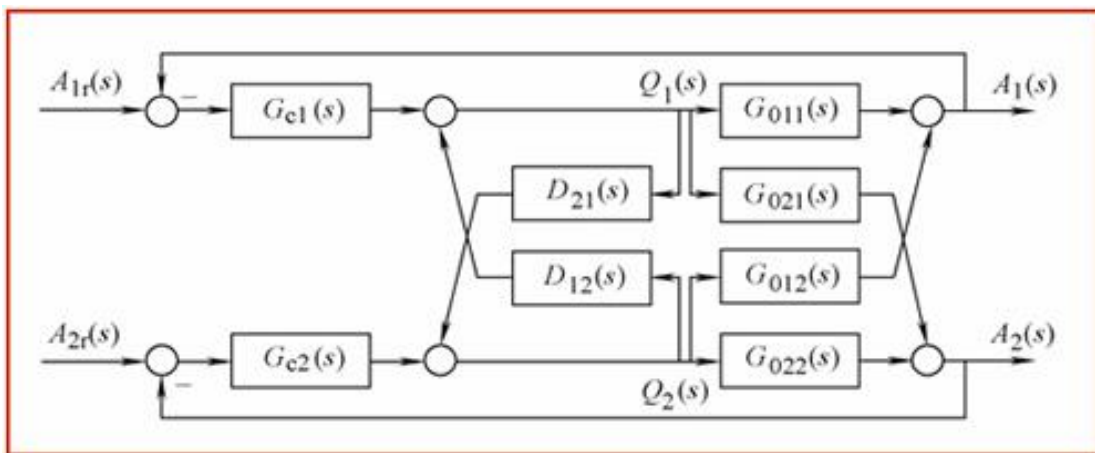 A1r(s)
−
Gc1(s)
Q1(s)
G011(s)
A1(s)
D21(s)
G021(s)
D12(s)
G012(s)
A2r(s)
−
Gc2(s)
Q2(s)
G022(s)
A2(s)